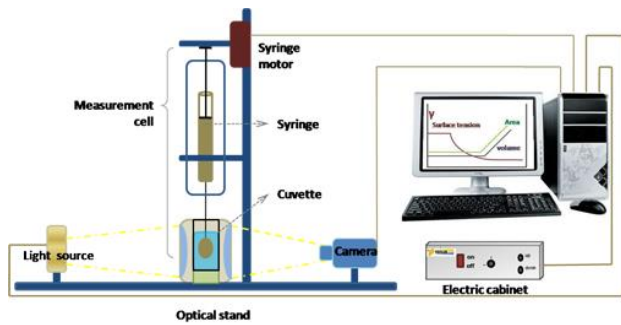 Syringe
motor
Measurement
cell
Syringe
Cuvette
Light source
Camera
Optical stand
γ
Surface tension
Area
volume
on
off
Electric cabinet